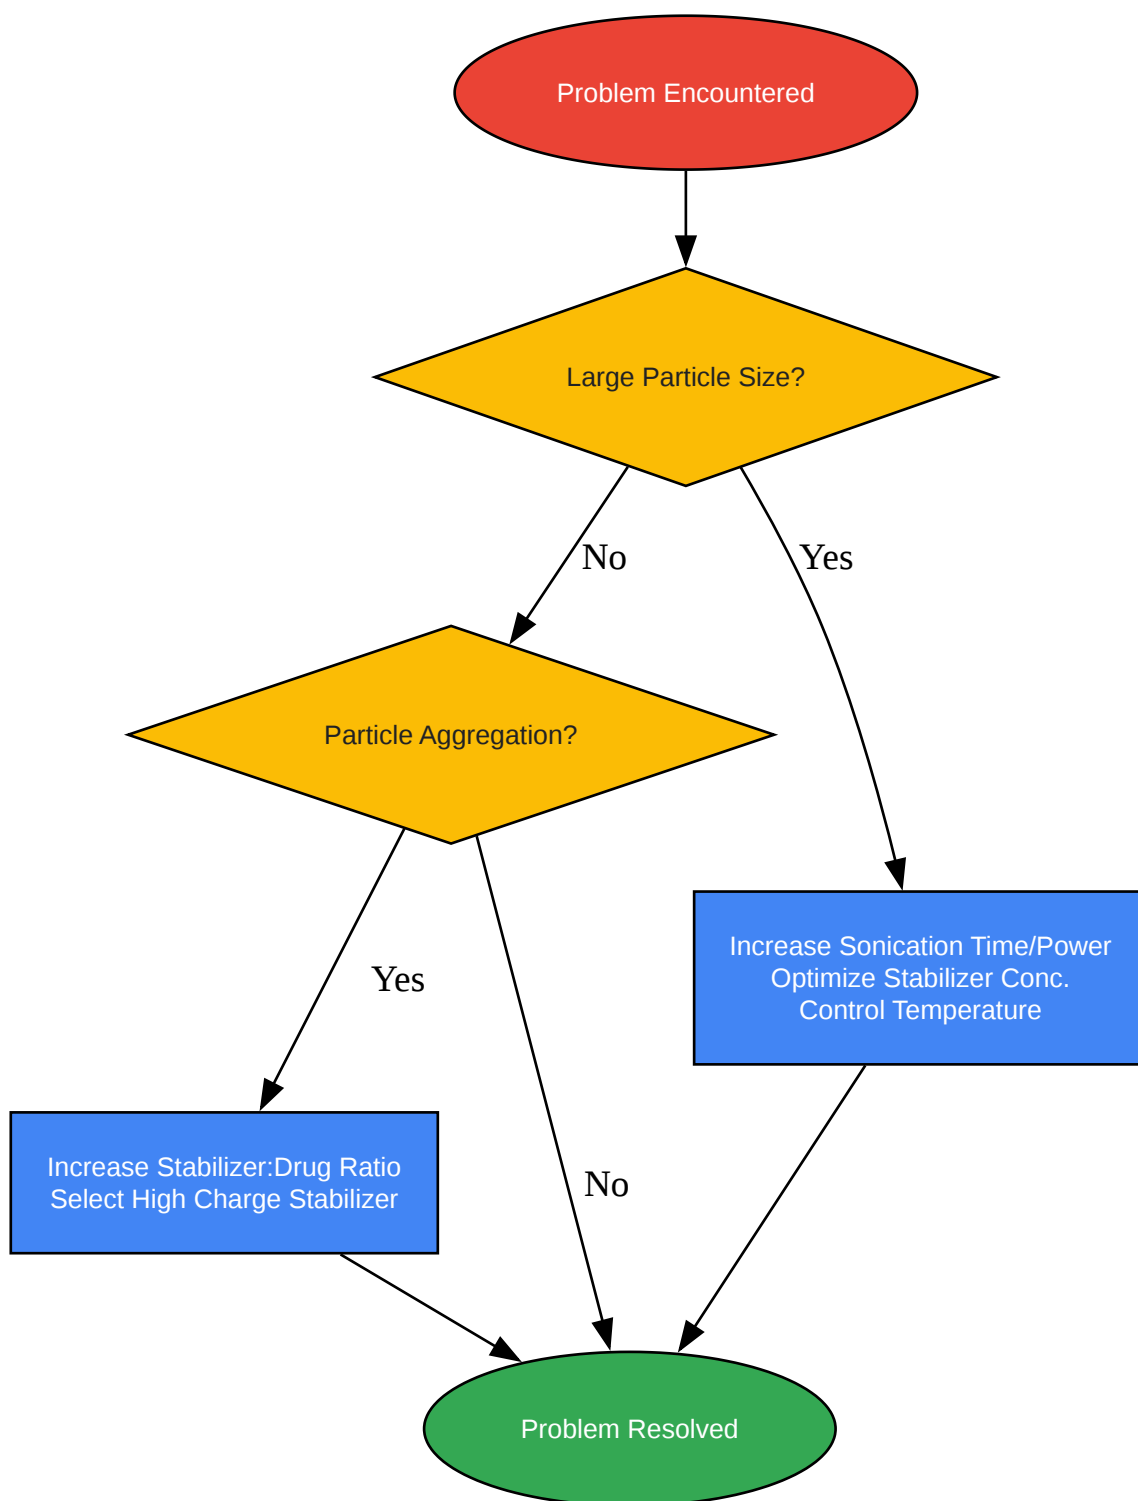 Problem Encountered
Large Particle Size?
No
Yes
Particle Aggregation?
Increase Sonication Time/Power
Optimize Stabilizer Conc.
Control Temperature
Yes
Increase Stabilizer:Drug Ratio
Select High Charge Stabilizer
No
Problem Resolved